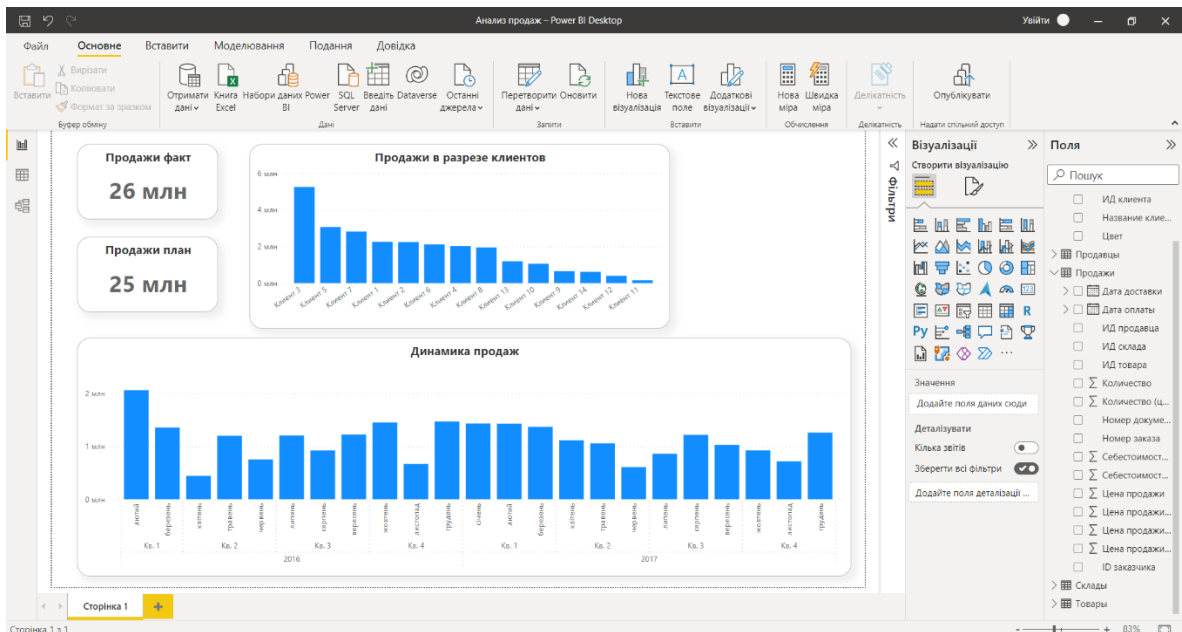 Анализ продаж – Power BI Desktop
Увійти
Файл Основне Вставити Моделювання Подання Довідка
Вставити
Вирізати
Копіювати
Формат за зразком
Буфер обміну
Отримати дані
Книга Excel
Набори даних Power BI
SQL Server
Введіть дані
Dataverse
Останні джерела
Дані
Перетворити дані
Оновити
Запити
Нова візуалізація
Текстове поле
Додаткові візуалізації
Вставити
Нова міра
Швидка міра
Обчислення
Делікатність
Делікатність
Опублікувати
Надати спільний доступ
Продажи факт
26 млн
Продажи план
25 млн
Продажи в разрезе клиентов
6 млн
4 млн
2 млн
0 млн
Клиент 3 Клиент 5 Клиент 7 Клиент 1 Клиент 2 Клиент 6 Клиент 4 Клиент 8 Клиент 13 Клиент 10 Клиент 9 Клиент 14 Клиент 12 Клиент 11
Динамика продаж
2 млн
1 млн
0 млн
лютий березень квітень травень червень липень серпень вересень жовтень листопад грудень січень лютий березень квітень травень червень липень серпень вересень жовтень листопад грудень
Кв. 1 Кв. 2 Кв. 3 Кв. 4 Кв. 1 Кв. 2 Кв. 3 Кв. 4
2016 2017
Фільтри
Візуалізації
Створити візуалізацію
R
Py
123
Значення
Додайте поля даних сюди
Деталізувати
Кілька звітів
Зберегти всі фільтри
Додайте поля деталізації ...
Поля
Пошук
ИД клиента
Название клие...
Цвет
Продавцы
Продажи
Дата доставки
Дата оплаты
ИД продавца
ИД склада
ИД товара
Количество
Количество (ц...
Номер докуме...
Номер заказа
Себестоимост...
Себестоимост...
Цена продажи
Цена продажи...
Цена продажи...
Цена продажи...
ID заказчика
Склады
Товары
Сторінка 1
Сторінка 1 з 1
83%